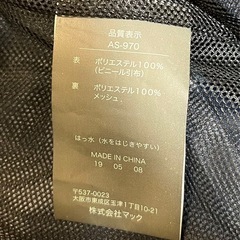 品質表示
AS-970
表 ポリエステル100%
(ビニール引布)
裏 ポリエステル100%
メッシュ
はっ水(水をはじきやすい)
MADE IN CHINA
19 05 08
〒537-0023
大阪市東成区玉津1丁目10-21
株式会社マック